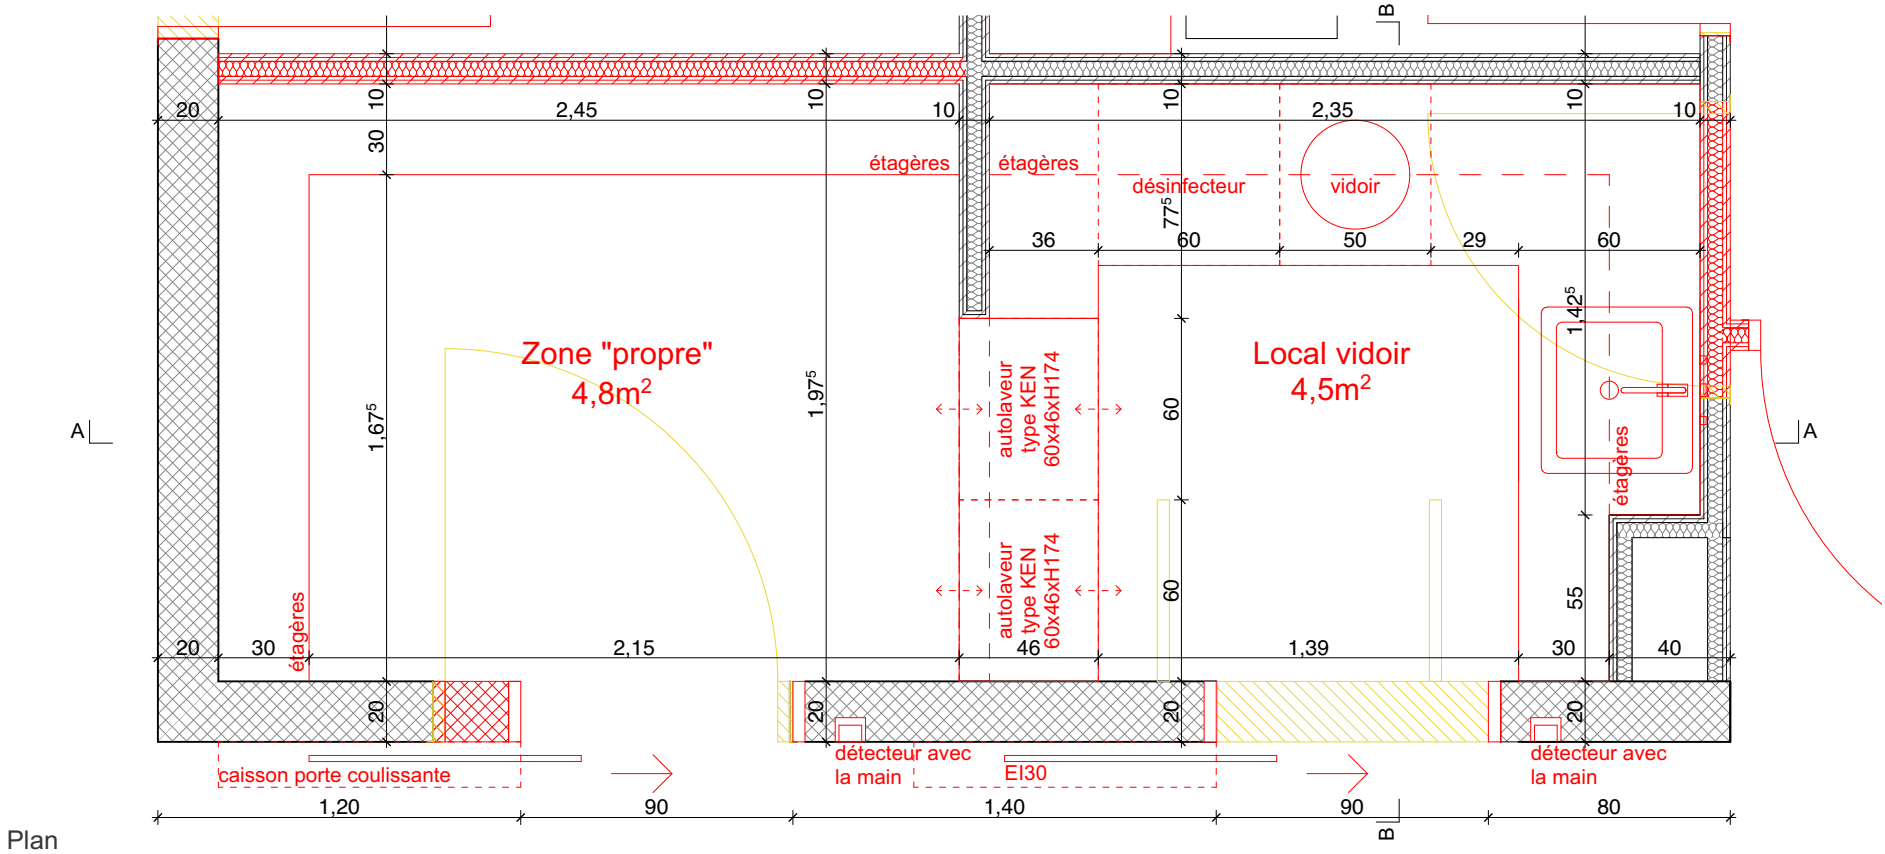 B
10
10
10
10
20
2,45
10
2,35
10
30
étagères
étagères
désinfecteur
vidoir
77⁵
36
60
50
29
60
1,42⁵
Zone "propre"
4,8m²
Local vidoir
4,5m²
1,67⁵
1,97⁵
autolaveur
type KEN
60x46xH174
60
A
A
étagères
autolaveur
type KEN
60x46xH174
60
55
étagères
20
30
2,15
46
1,39
30
40
20
20
20
20
caisson porte coulissante
détecteur avec
la main
EI30
détecteur avec
la main
1,20
90
1,40
90
80
B
Plan